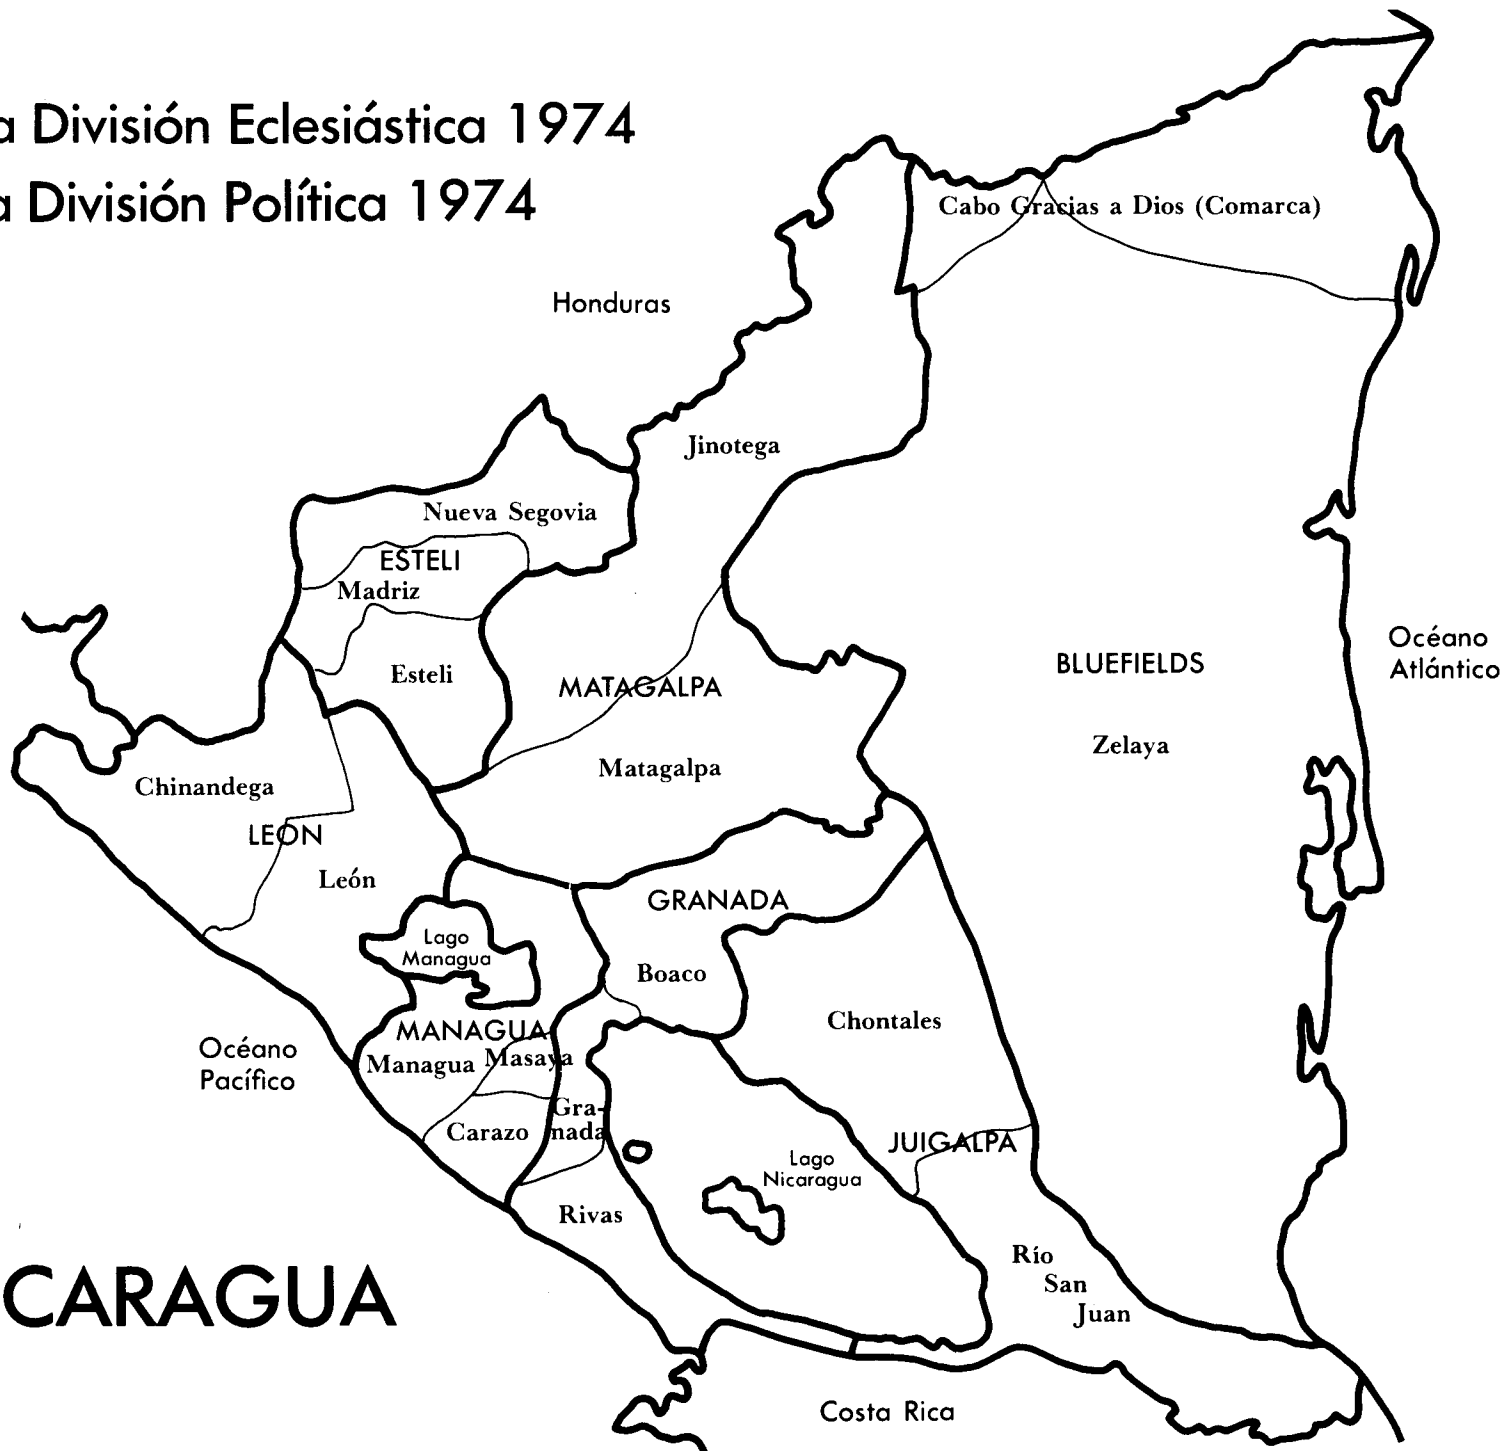 a División Eclesiástica 1974
a División Política 1974
Cabo Gracias a Dios (Comarca)
Honduras
Jinotega
Nueva Segovia
ESTELI
Madriz
Esteli
Océano
Atlántico
BLUEFIELDS
MATAGALPA
Zelaya
Matagalpa
Chinandega
LEON
León
GRANADA
Lago
Managua
Boaco
Chontales
MANAGUA
Océano
Pacífico
Managua
Masaya
Gra-
nada
Carazo
JUIGALPA
Lago
Nicaragua
Rivas
Río
San
Juan
CARAGUA
Costa Rica